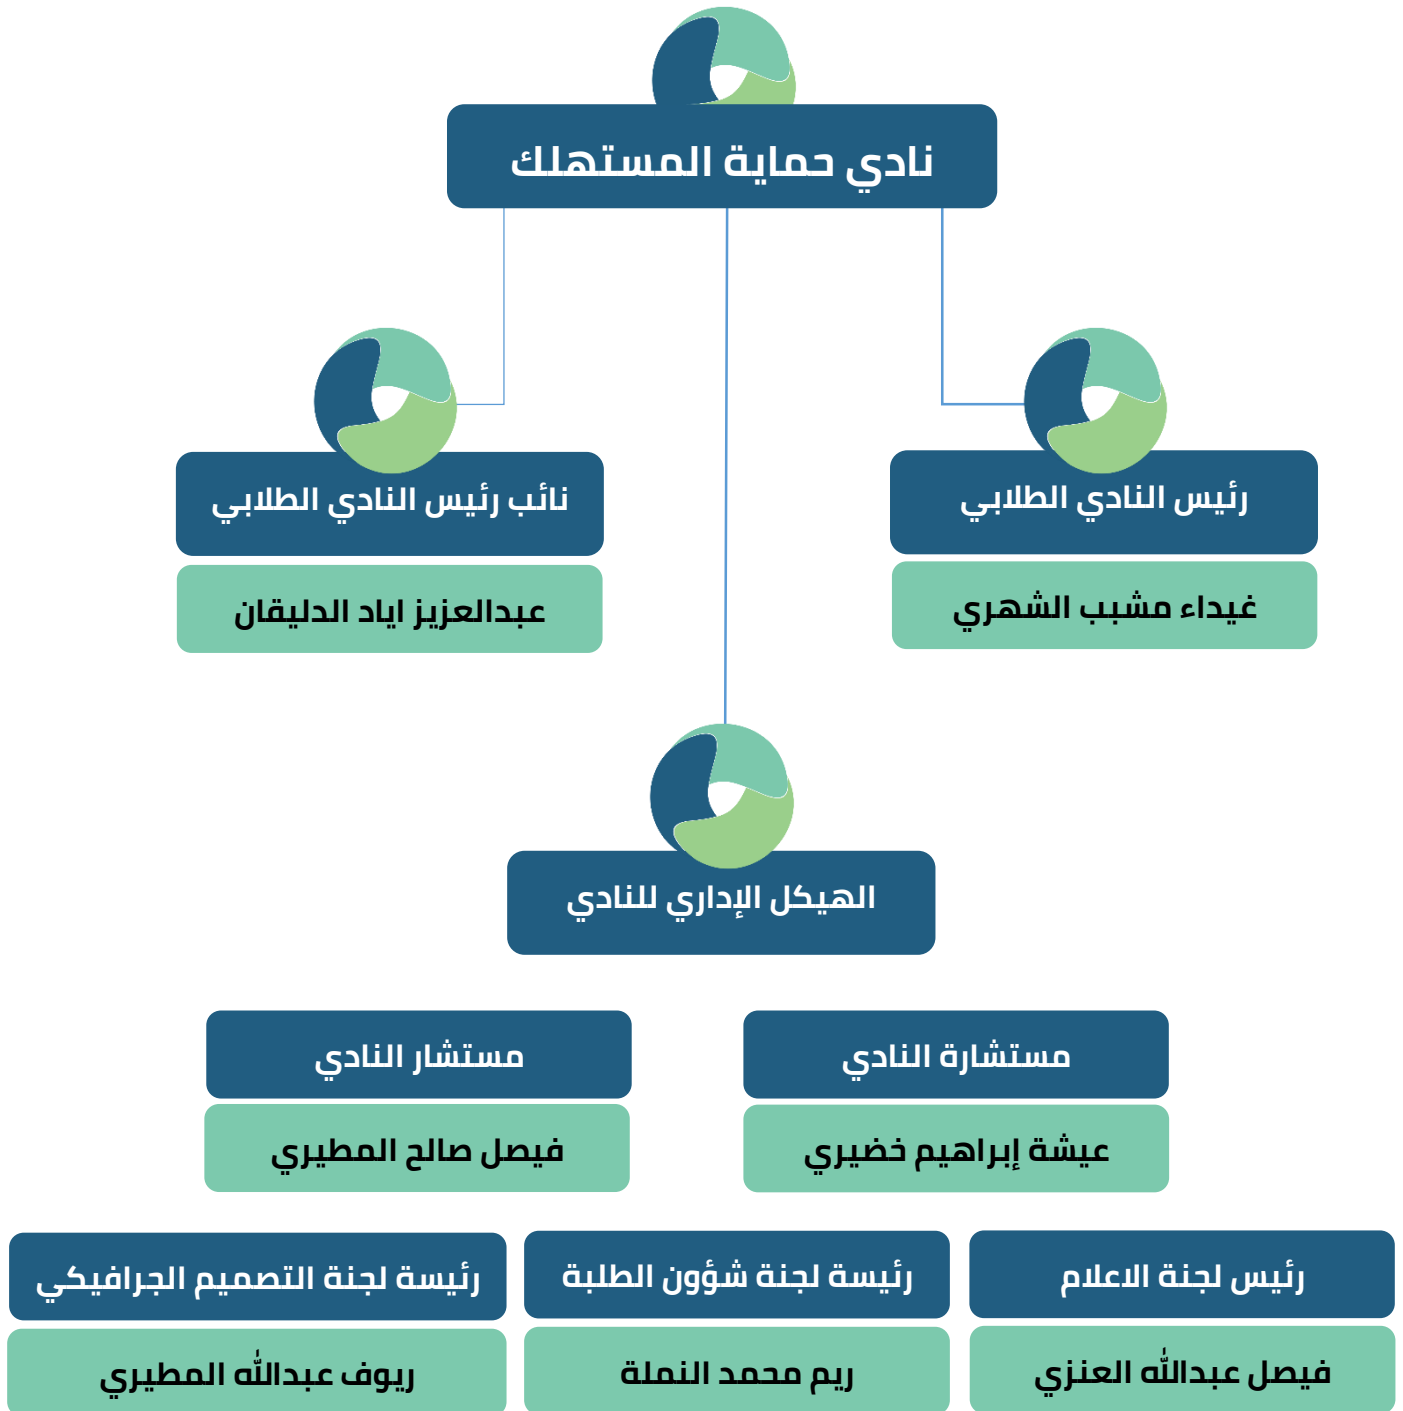 نادي حماية المستهلك
رئيس النادي الطلابي
غيداء مشبب الشهري
نائب رئيس النادي الطلابي
عبدالعزيز اياد الدليقان
الهيكل الإداري للنادي
مستشارة النادي
عيشة إبراهيم خضيري
مستشار النادي
فيصل صالح المطيري
رئيس لجنة الاعلام
فيصل عبدالله العنزي
رئيسة لجنة شؤون الطلبة
ريم محمد النملة
رئيسة لجنة التصميم الجرافيكي
ريوف عبدالله المطيري